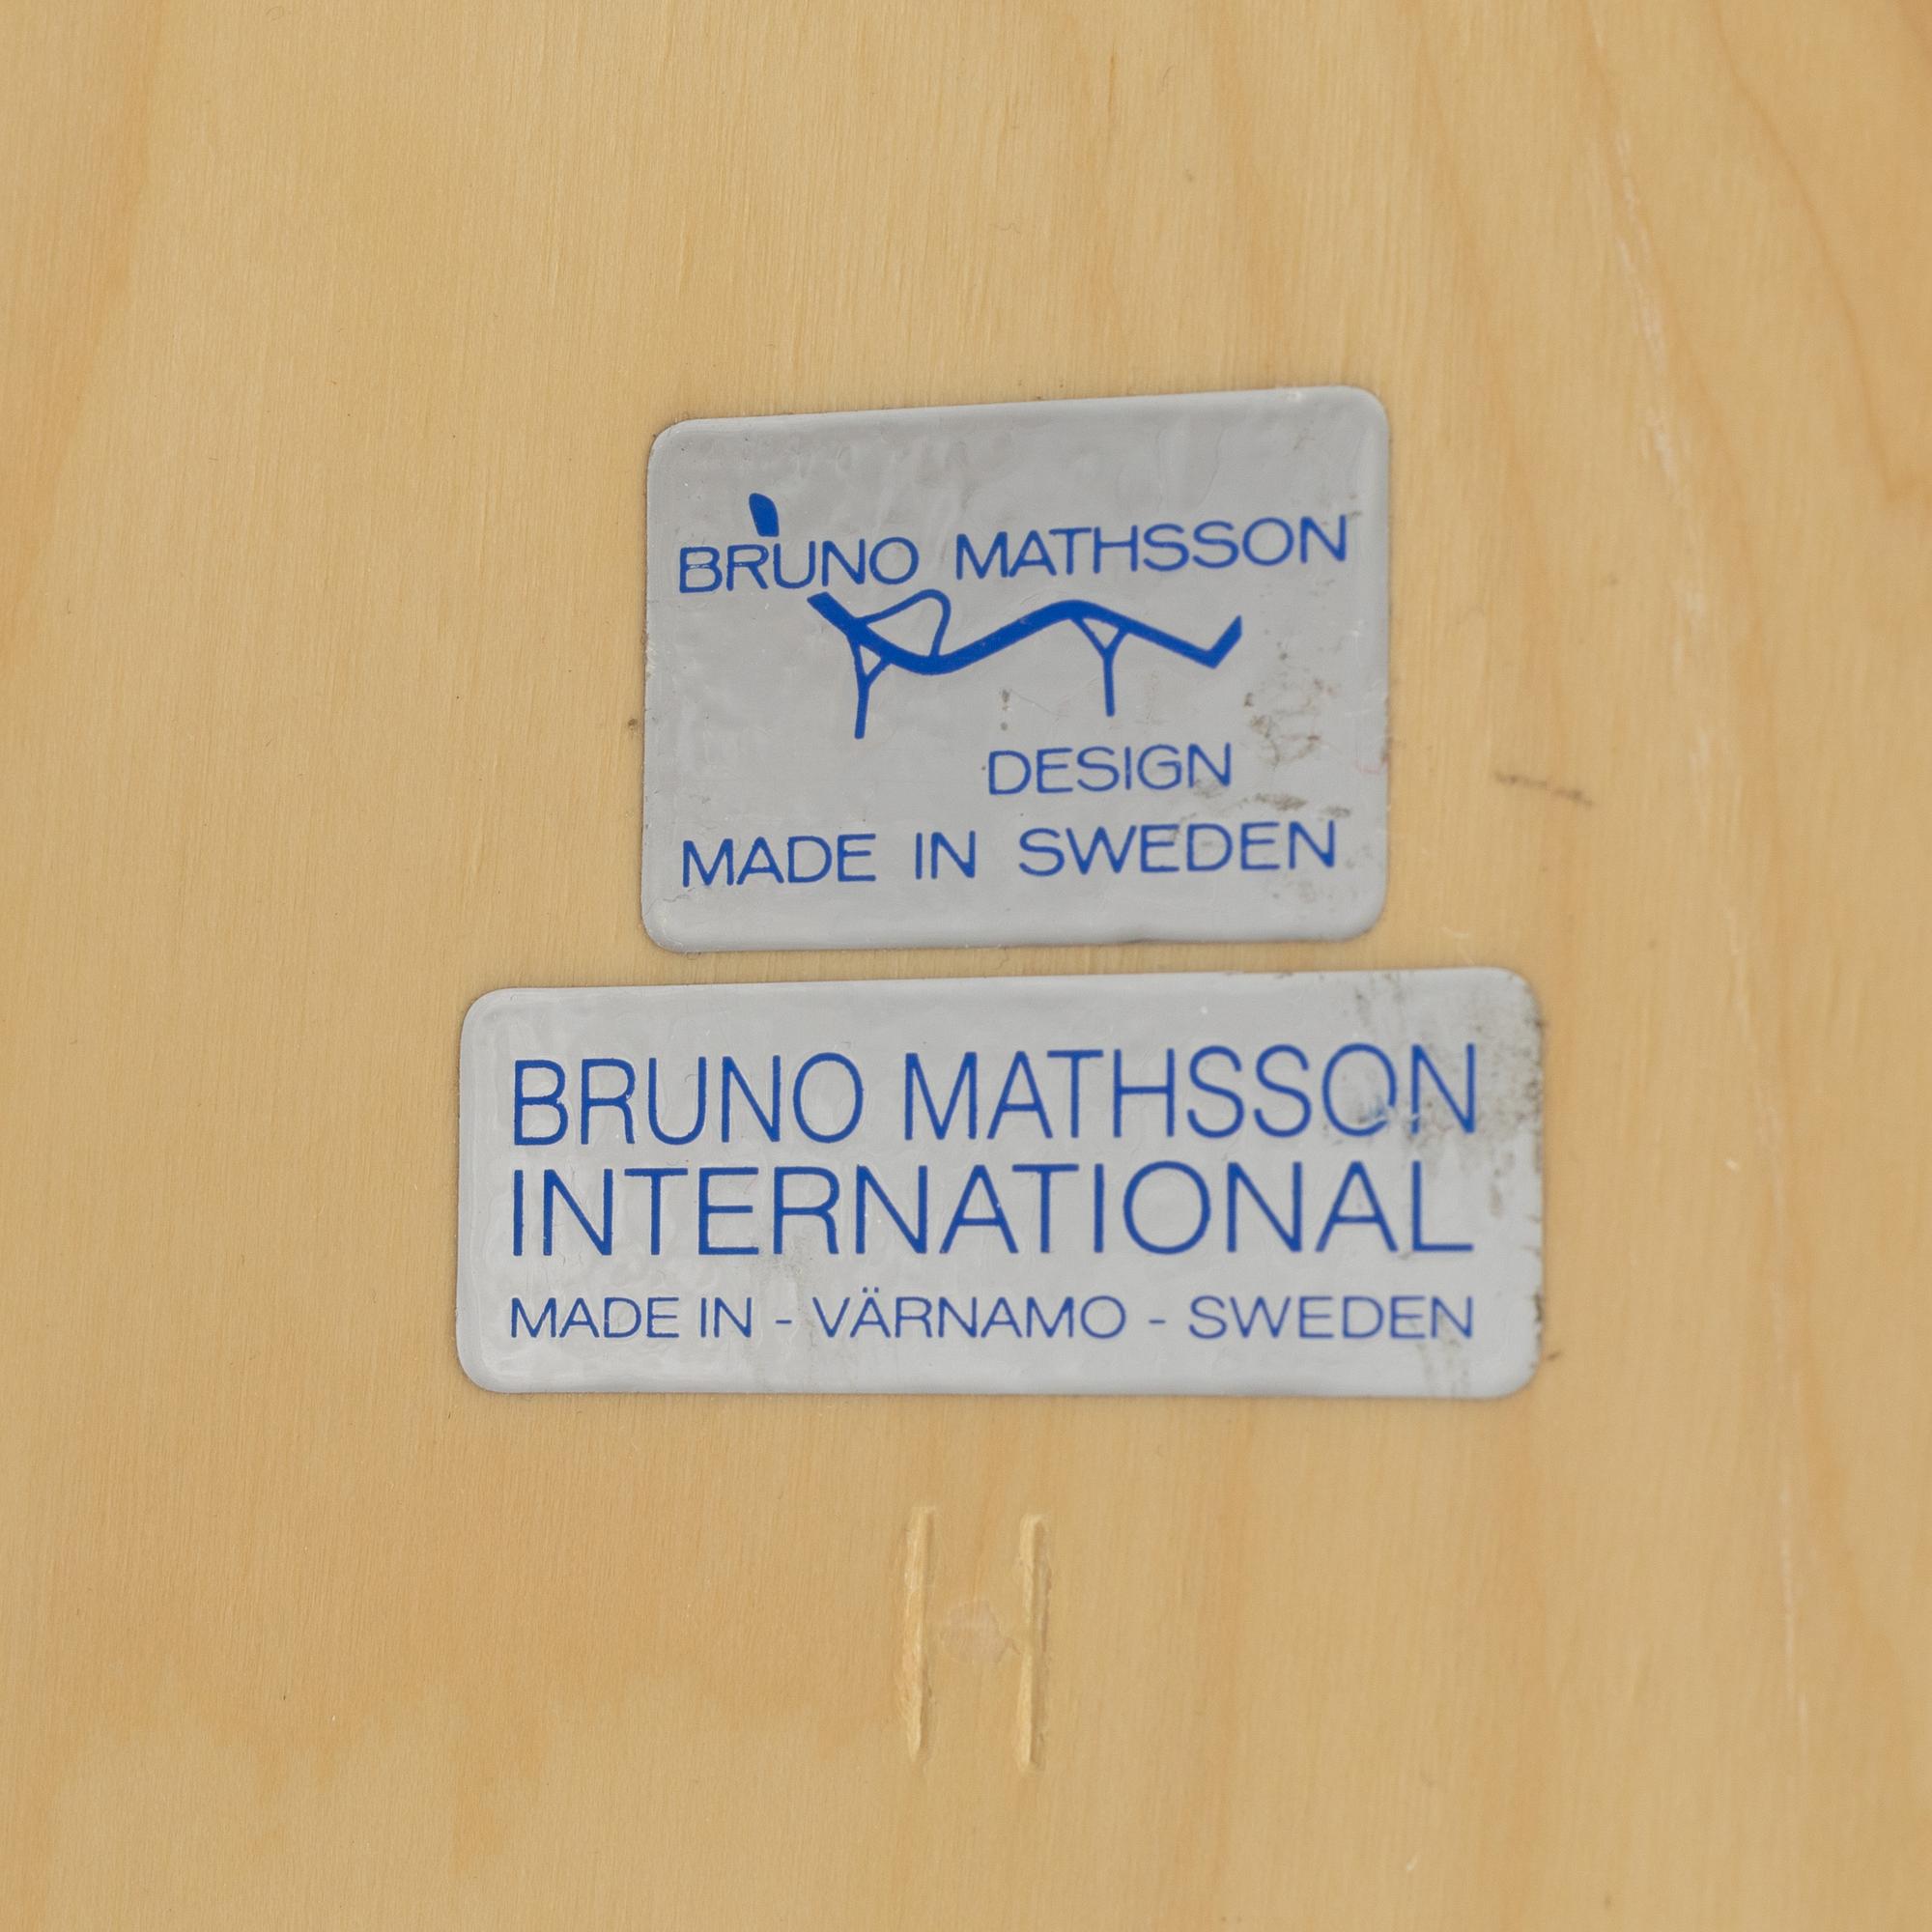 BRUNO MATHSSON
DESIGN
MADE IN SWEDEN
BRUNO MATHSSON
INTERNATIONAL
MADE IN - VÄRNAMO - SWEDEN